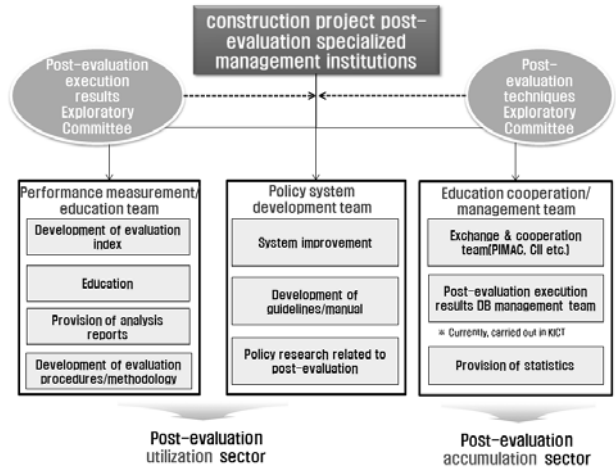 construction project post-
evaluation specialized
management institutions
Post-evaluation
execution
results
Exploratory
Committee
Post-
evaluation
techniques
Exploratory
Committee
Performance measurement/
education team
Development of evaluation
index
Education
Provision of analysis
reports
Development of evaluation
procedures/methodology
Policy system
development team
System improvement
Development of
guidelines/manual
Policy research related to
post-evaluation
Education cooperation/
management team
Exchange & cooperation
team(PIMAC, CII etc.)
Post-evaluation execution
results DB management team
※ Currently, carried out in KICT
Provision of statistics
Post-evaluation
utilization sector
Post-evaluation
accumulation sector